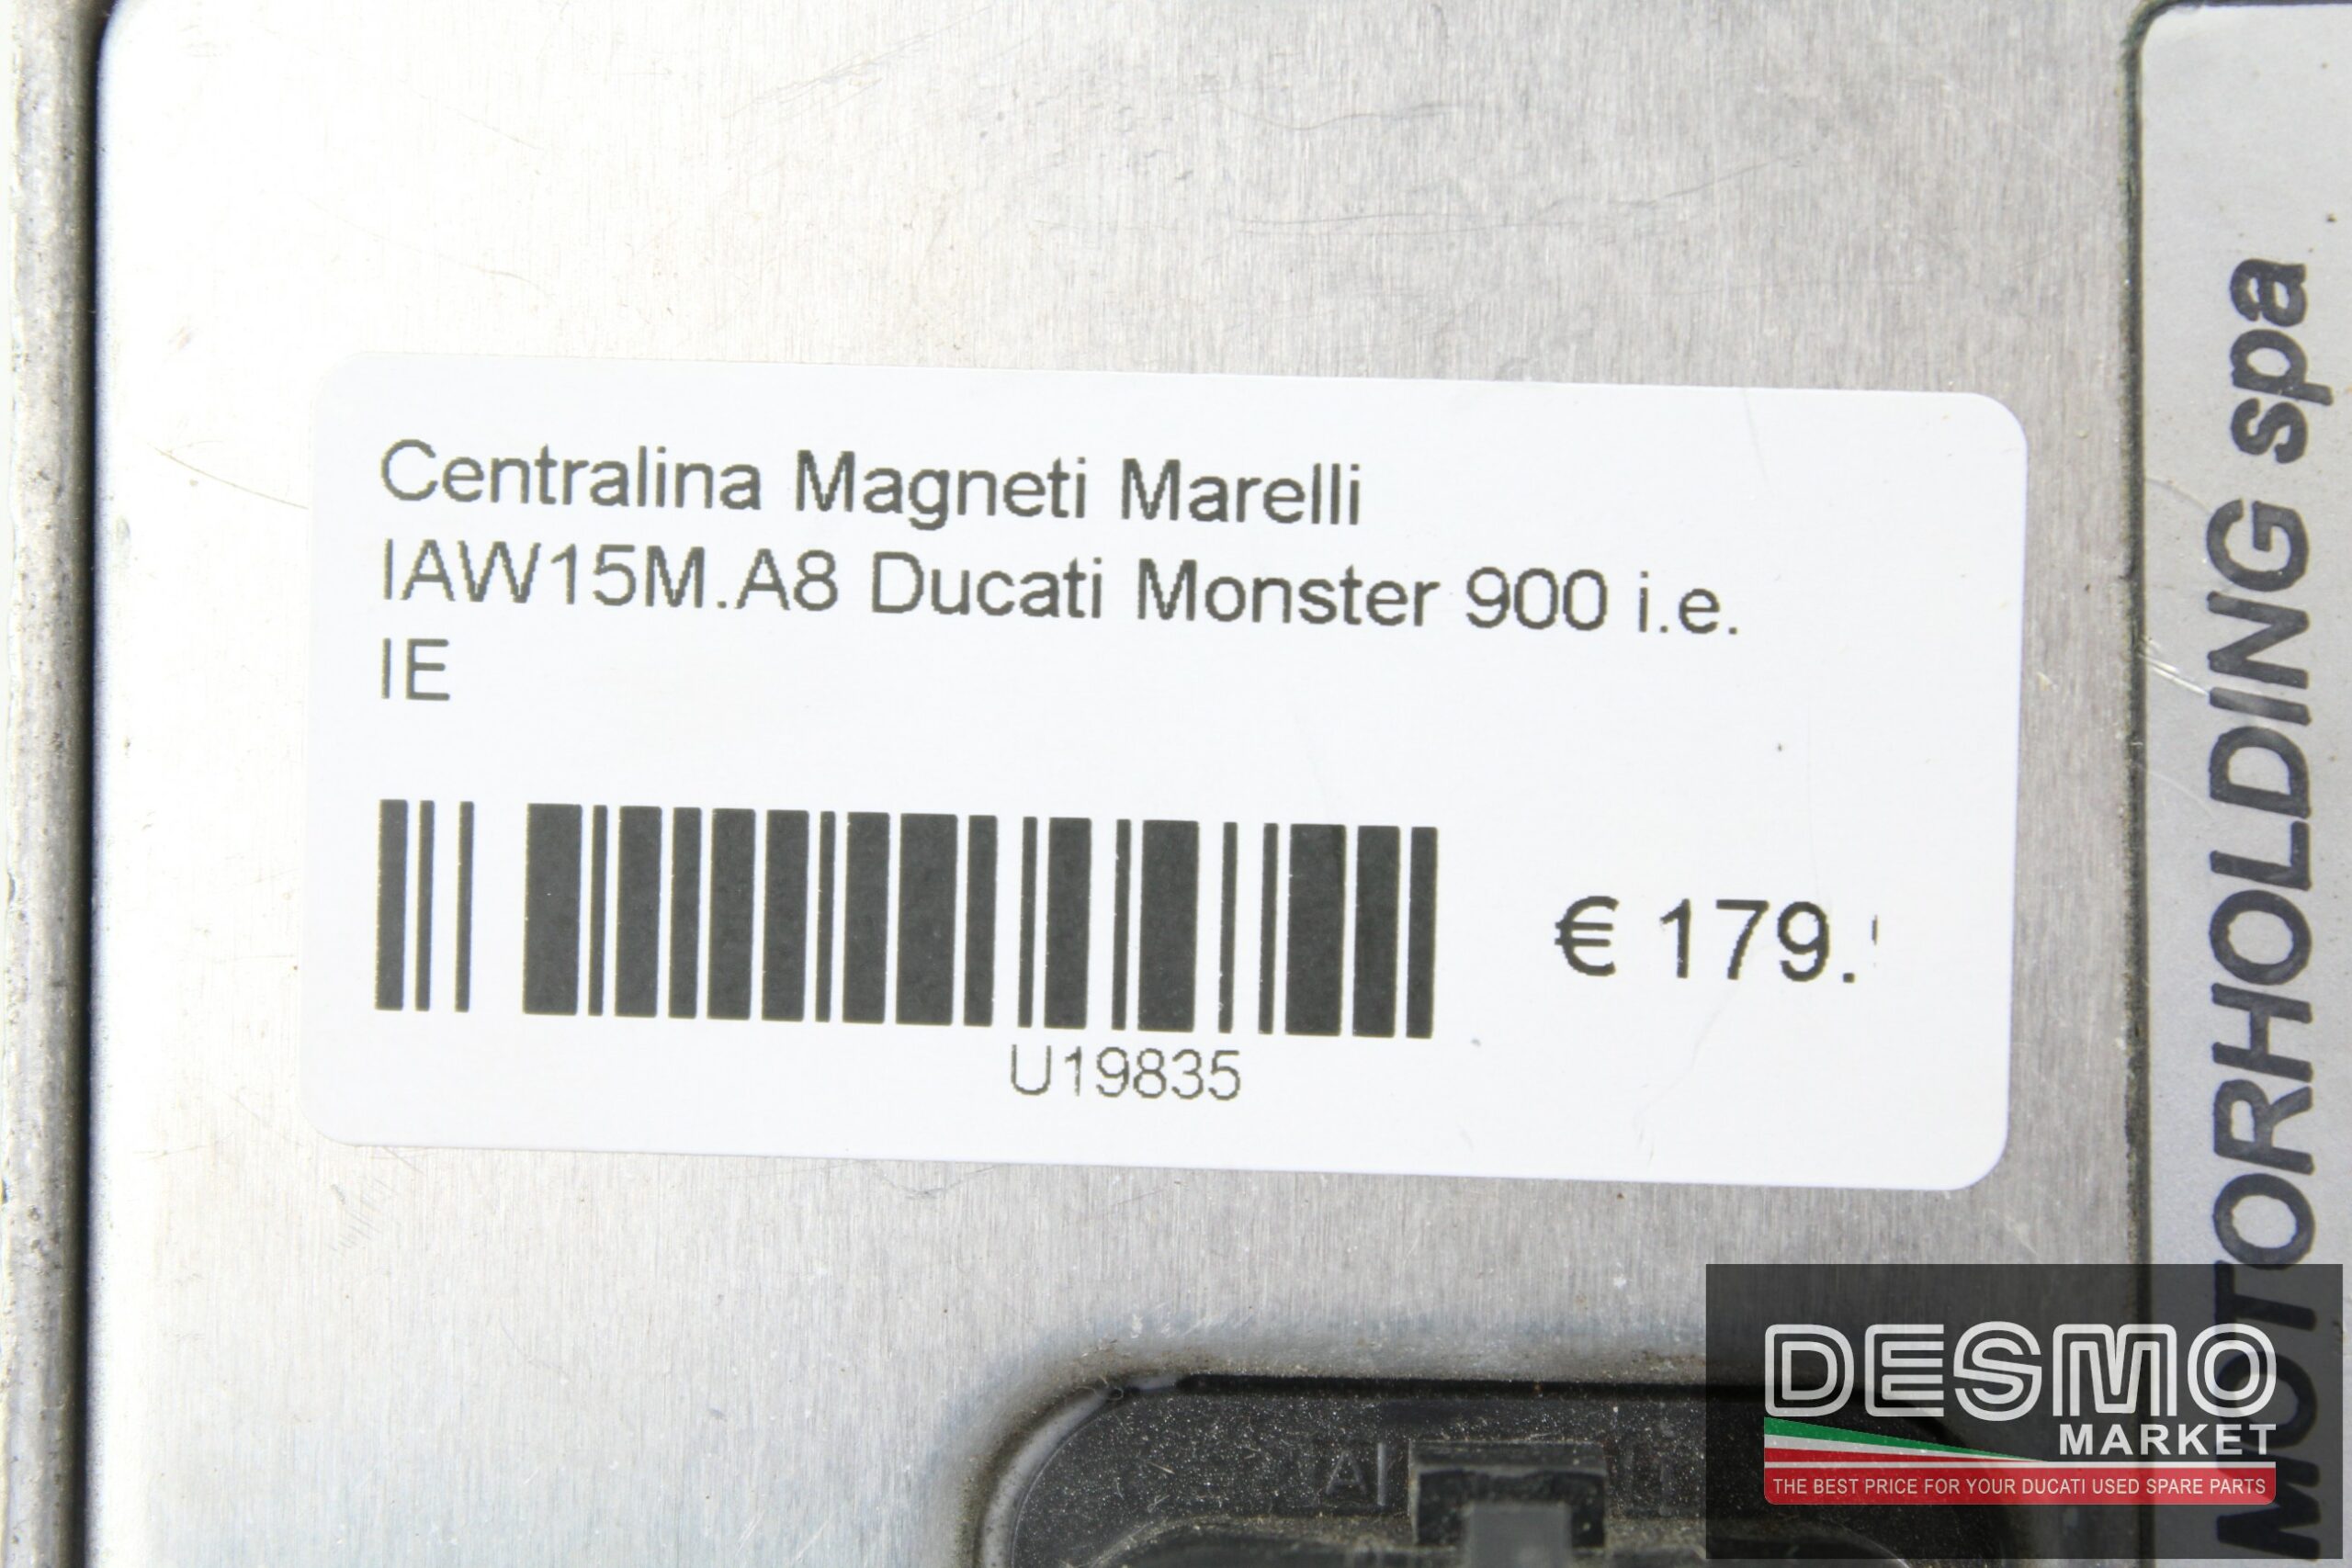 Centralina Magneti Marelli
IAW15M.A8 Ducati Monster 900 i.e.
IE
€ 179.
U19835
MOTORHOLDING spa
DESMO
MARKET
THE BEST PRICE FOR YOUR DUCATI USED SPARE PARTS